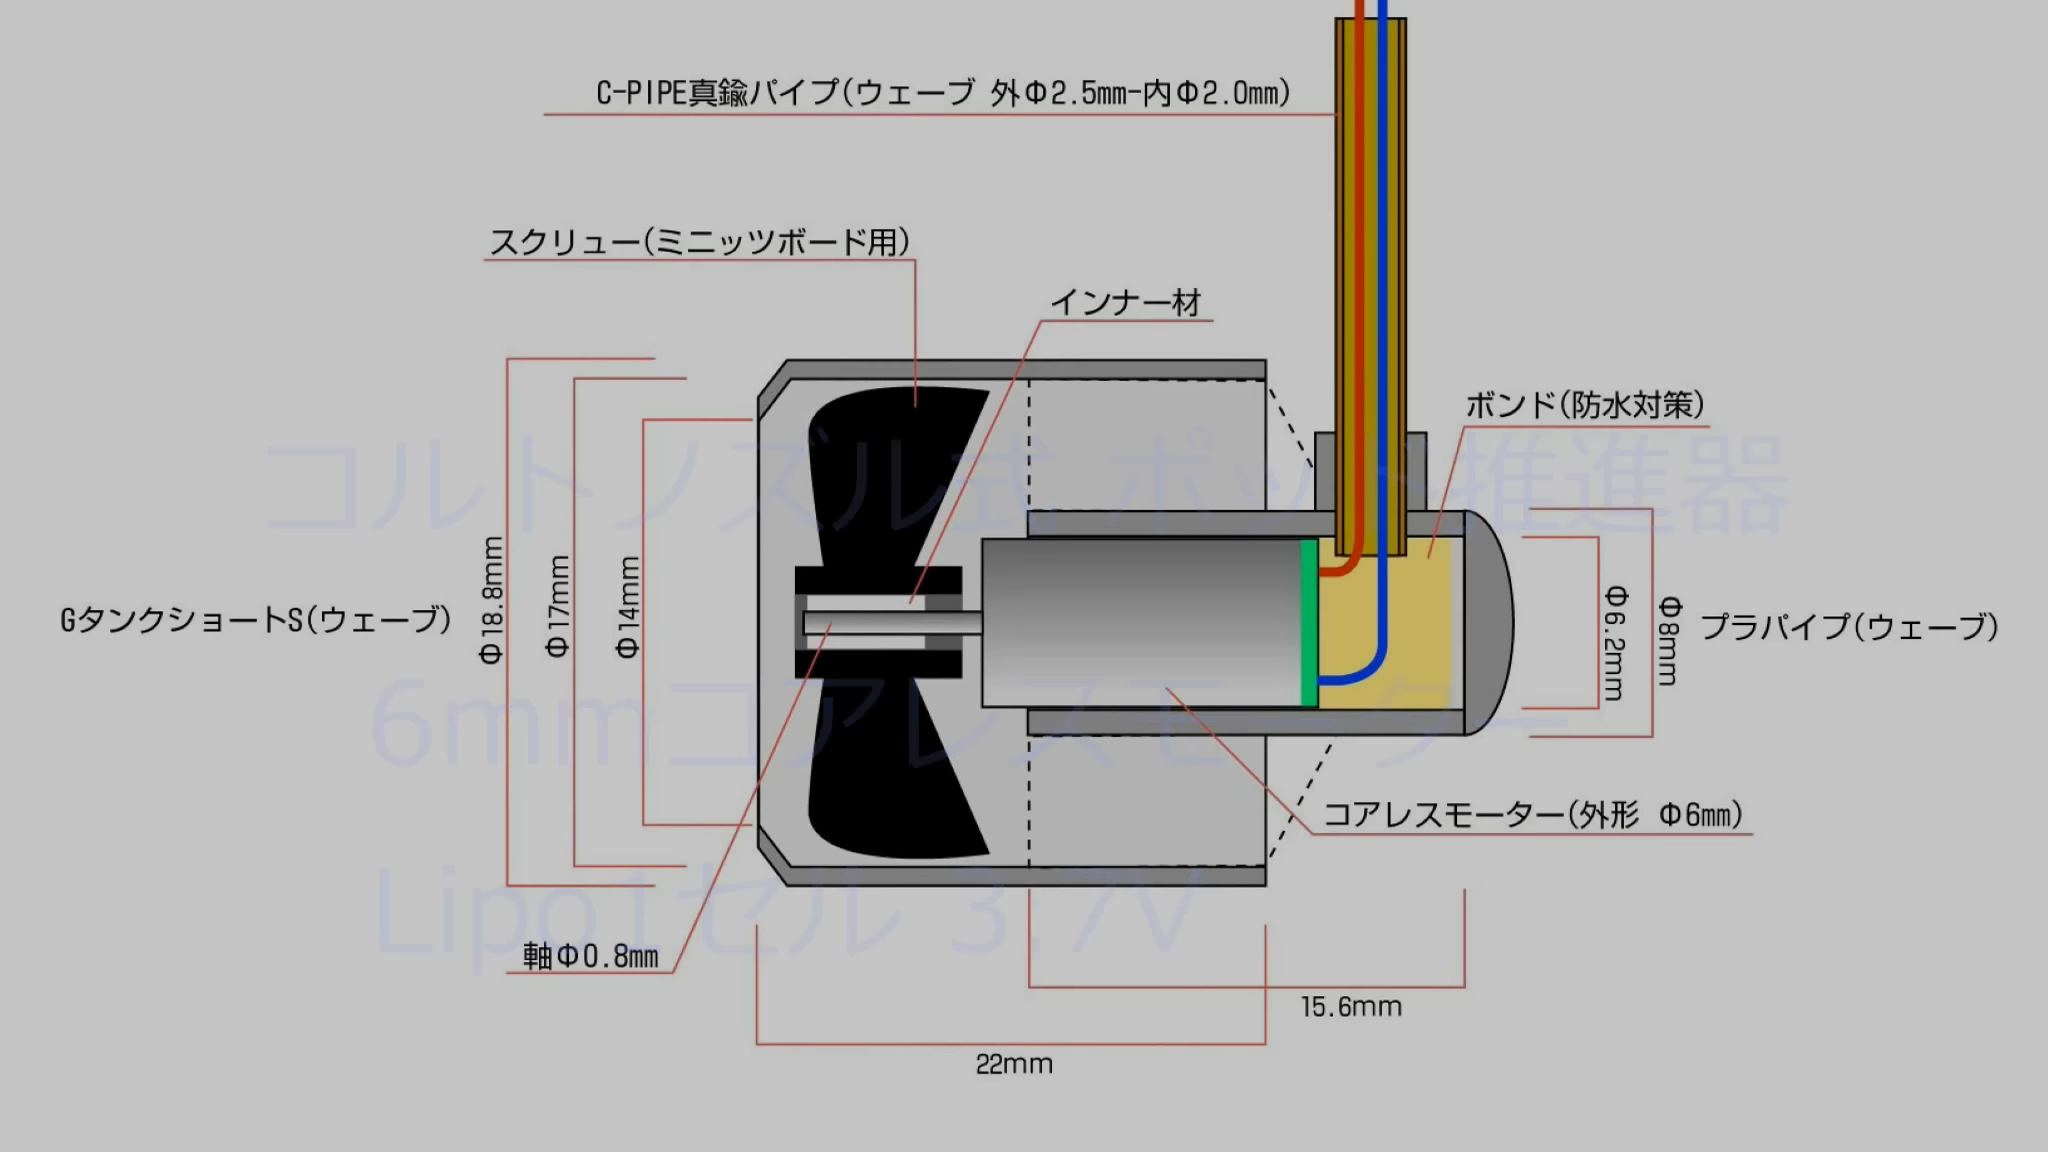 C-PIPE真鍮パイプ(ウェーブ 外Φ2.5mm-内Φ2.0mm)
スクリュー(ミニッツボード用)
インナー材
ボンド(防水対策)
コルトノズル式 ポッド推進器
GタンクショートS(ウェーブ)
Φ18.8mm
Φ17mm
Φ14mm
Φ6.2mm
Φ8mm
プラパイプ(ウェーブ)
6mmコアレスモーター
コアレスモーター(外形 Φ6mm)
Lipo1セル 3.7V
軸Φ0.8mm
15.6mm
22mm